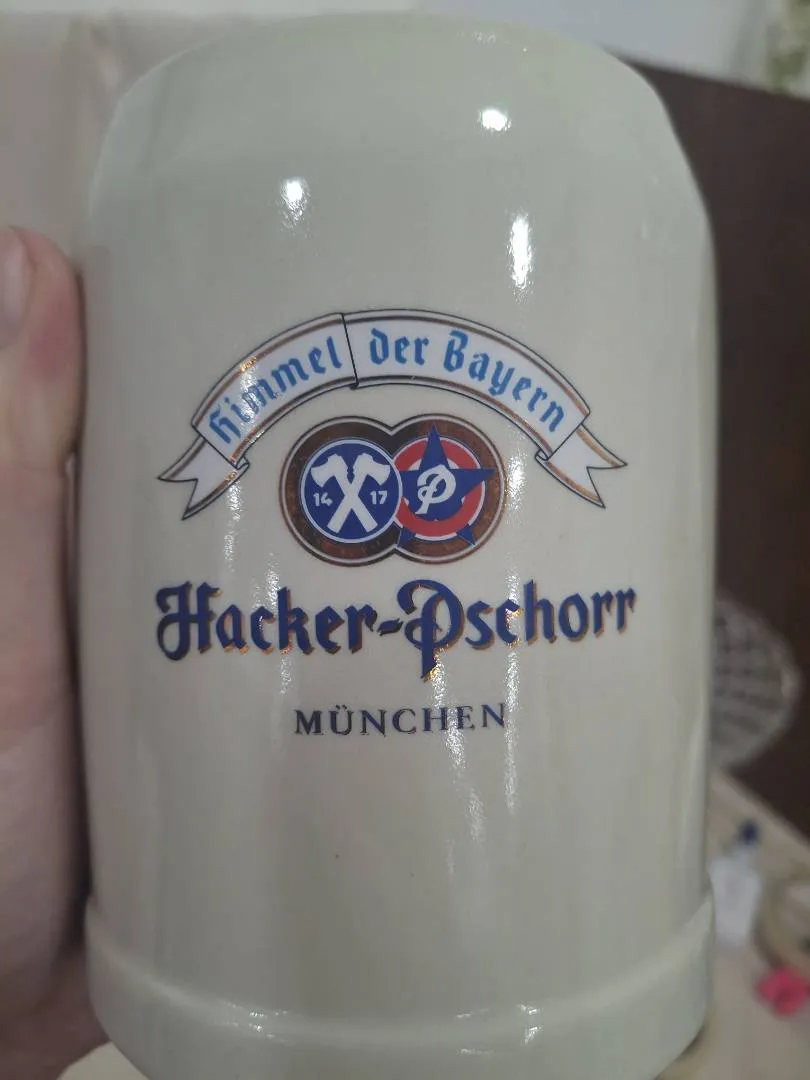 Himmel der Bayern
14 17
P
Hacker-Pschorr
MÜNCHEN